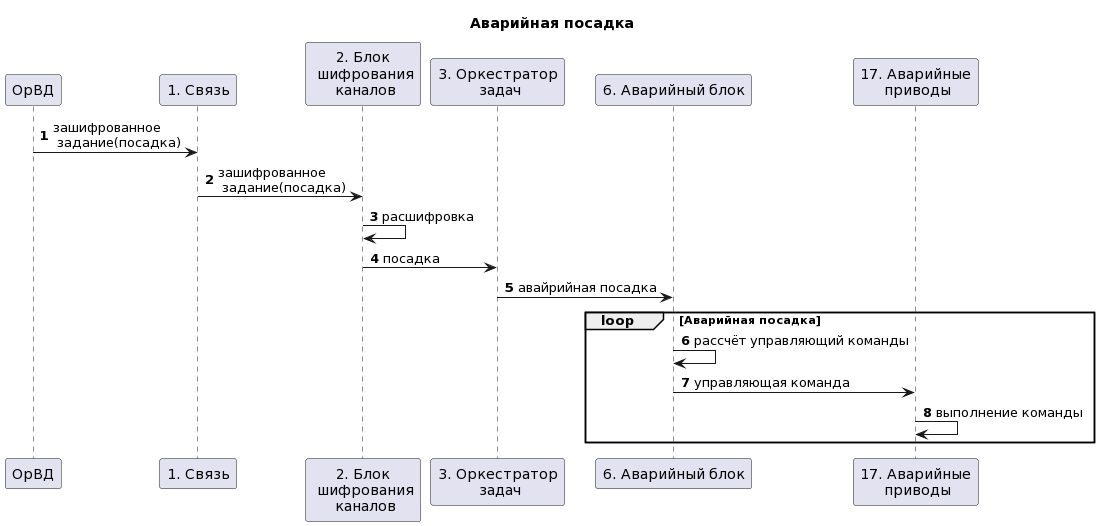 Аварийная посадка
ОрВД
1. Связь
2. Блок
шифрования
каналов
3. Оркестратор
задач
6. Аварийный блок
17. Аварийные
приводы
1 зашифрованное
задание(посадка)
2 зашифрованное
задание(посадка)
3 расшифровка
4 посадка
5 авайрийная посадка
loop [Аварийная посадка]
6 рассчёт управляющий команды
7 управляющая команда
8 выполнение команды
ОрВД
1. Связь
2. Блок
шифрования
каналов
3. Оркестратор
задач
6. Аварийный блок
17. Аварийные
приводы